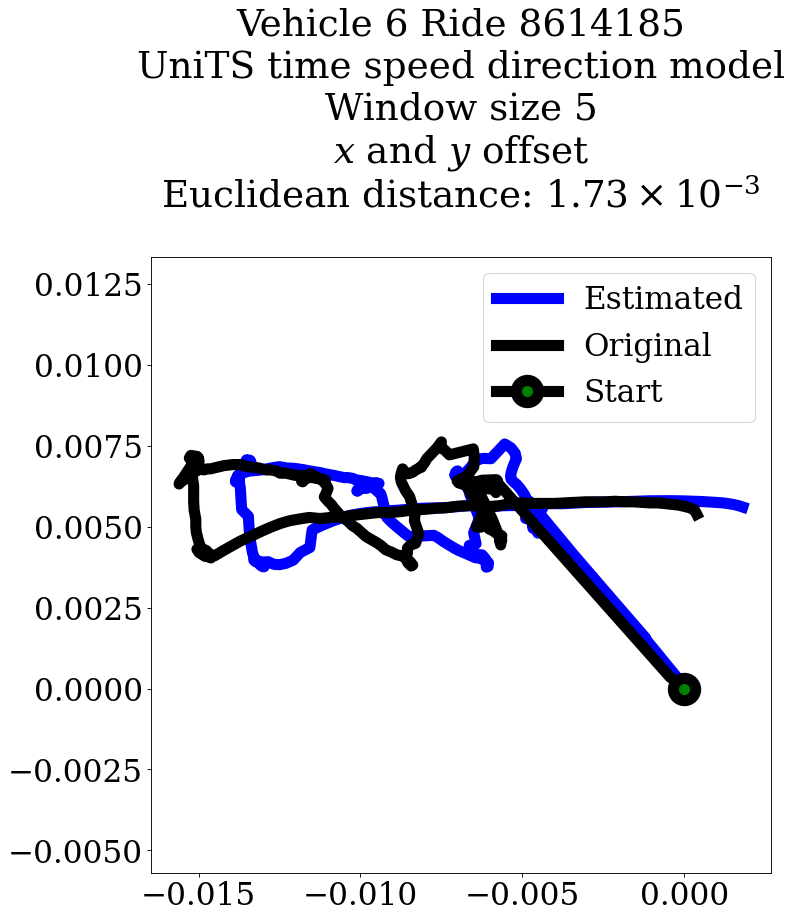 Vehicle 6 Ride 8614185
UniTS time speed direction model
Window size 5
x and y offset
Euclidean distance: 1.73 × 10⁻³
Estimated
Original
Start
0.0125
0.0100
0.0075
0.0050
0.0025
0.0000
−0.0025
−0.0050
−0.015 −0.010 −0.005 0.000